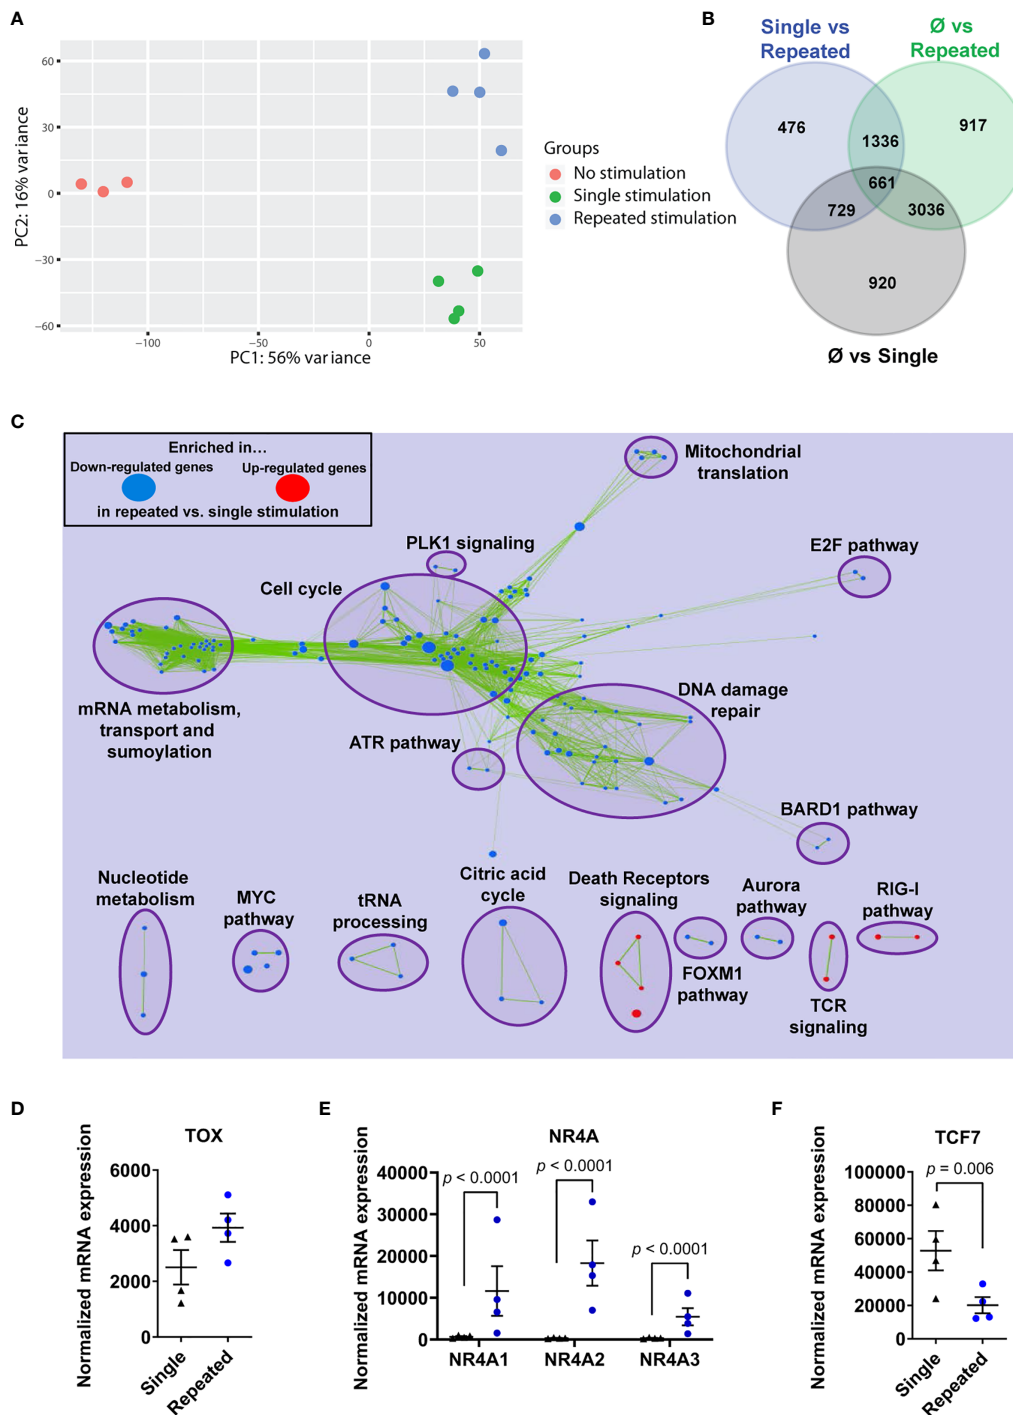 A
60
30
0
−30
−60
PC2: 16% variance
−100
−50
0
50
PC1: 56% variance
Groups
No stimulation
Single stimulation
Repeated stimulation
B
Single vs
Repeated
Ø vs
Repeated
476
1336
917
661
729
3036
920
Ø vs Single
C
Enriched in...
Down-regulated genes
Up-regulated genes
in repeated vs. single stimulation
Mitochondrial
translation
PLK1 signaling
E2F pathway
Cell cycle
mRNA metabolism,
transport and
sumoylation
DNA damage
repair
ATR pathway
BARD1 pathway
Nucleotide
metabolism
MYC
pathway
tRNA
processing
Citric acid
cycle
Death Receptors
signaling
Aurora
pathway
RIG-I
pathway
FOXM1
pathway
TCR
signaling
D
TOX
Normalized mRNA expression
6000
4000
2000
0
Single
Repeated
E
NR4A
Normalized mRNA expression
40000
30000
20000
10000
0
p < 0.0001
p < 0.0001
p < 0.0001
NR4A1
NR4A2
NR4A3
F
TCF7
Normalized mRNA expression
100000
80000
60000
40000
20000
0
p = 0.006
Single
Repeated